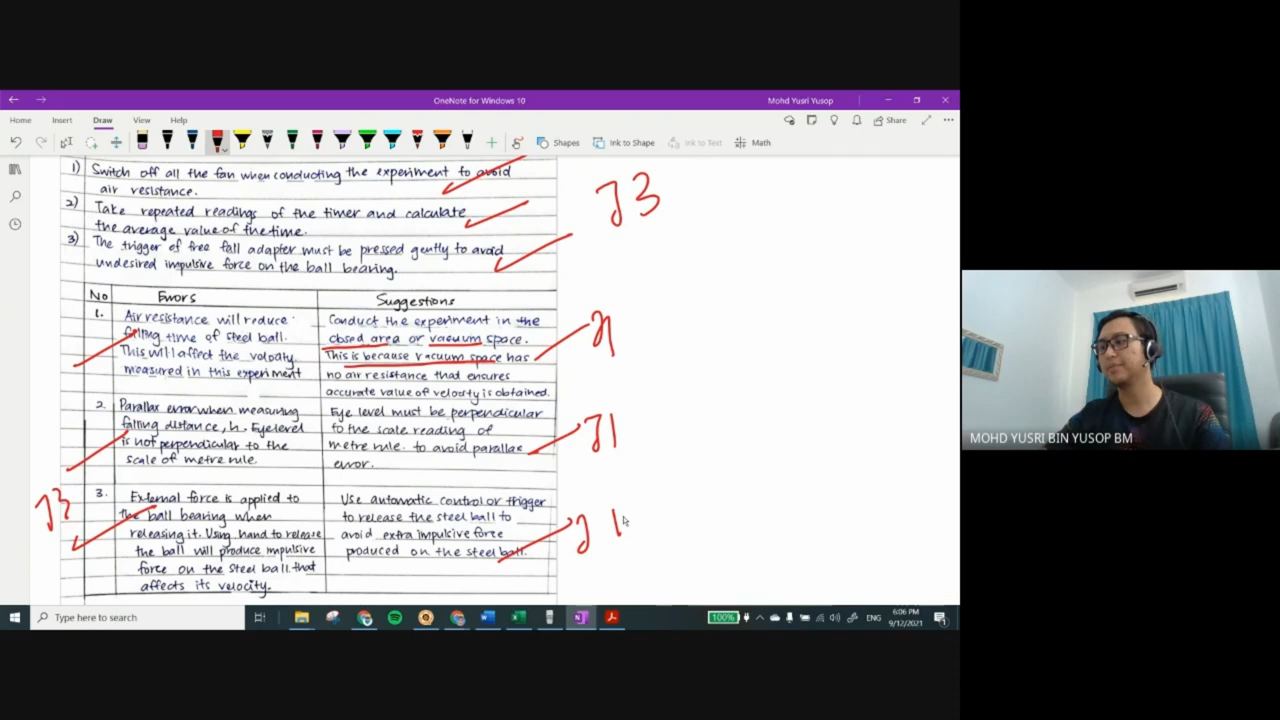 OneNote for Windows 10
Mohd Yusri Yusop
Home Insert Draw View Help
Share
Shapes Ink to Shape Ink to Text Math
1) Switch off all the fan when conducting the experiment to avoid
air resistance.
2) Take repeated readings of the timer and calculate
the average value of the time.
3) The trigger of free fall adapter must be pressed gently to avoid
undesired impulsive force on the ball bearing.
J3
No Errors Suggestions
1. Air resistance will reduce
falling time of steel ball.
This will affect the velocity
measured in this experiment
Conduct the experiment in the
closed area or vacuum space.
This is because vacuum space has
no air resistance that ensures
accurate value of velocity is obtained.
J1
2. Parallax error when measuring
falling distance, h. Eye level
is not perpendicular to the
scale of metre rule.
Eye level must be perpendicular
to the scale reading of
metre rule. to avoid parallax
error.
J1
J3
3. External force is applied to
the ball bearing when
releasing it. Using hand to release
the ball will produce impulsive
force on the steel ball that
affects its velocity.
Use automatic control or trigger
to release the steel ball to
avoid extra impulsive force
produced on the steel ball.
J1
MOHD YUSRI BIN YUSOP BM
Type here to search
100%
ENG
6:06 PM
9/12/2021